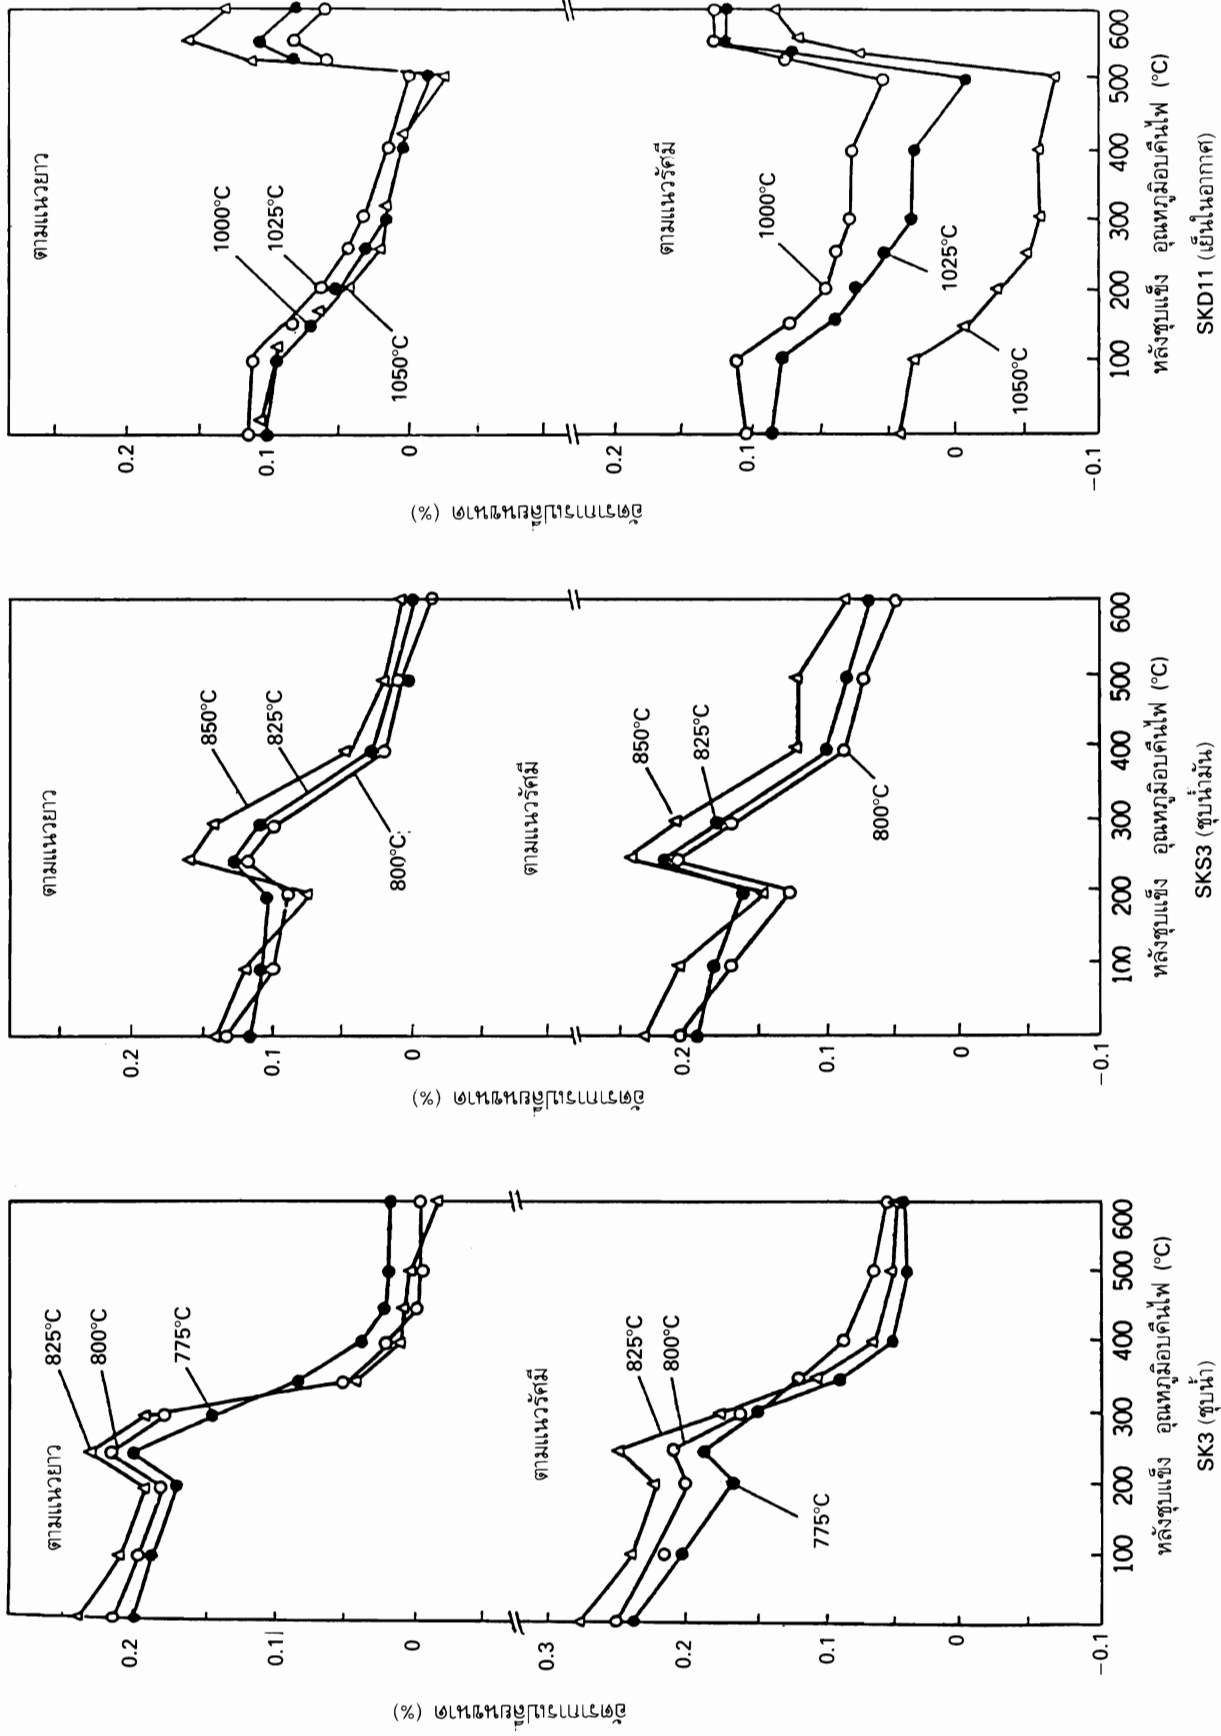 อัตราการเปลี่ยนขนาด (%)
ตามแนวยาว
825°C
800°C
775°C
0.2
0.1
0
ตามแนวรัศมี
825°C
800°C
775°C
0.3
0.2
0.1
0
−0.1
100 200 300 400 500 600
หลังชุบแข็ง อุณหภูมิอบคืนไฟ (°C)
SK3 (ชุบน้ำ)
อัตราการเปลี่ยนขนาด (%)
ตามแนวยาว
850°C
825°C
800°C
0.2
0.1
0
ตามแนวรัศมี
850°C
825°C
800°C
0.2
0.1
0
−0.1
100 200 300 400 500 600
หลังชุบแข็ง อุณหภูมิอบคืนไฟ (°C)
SKS3 (ชุบน้ำมัน)
อัตราการเปลี่ยนขนาด (%)
ตามแนวยาว
1000°C
1025°C
1050°C
0.2
0.1
0
ตามแนวรัศมี
1000°C
1025°C
1050°C
0.2
0.1
0
−0.1
100 200 300 400 500 600
หลังชุบแข็ง อุณหภูมิอบคืนไฟ (°C)
SKD11 (เย็นในอากาศ)